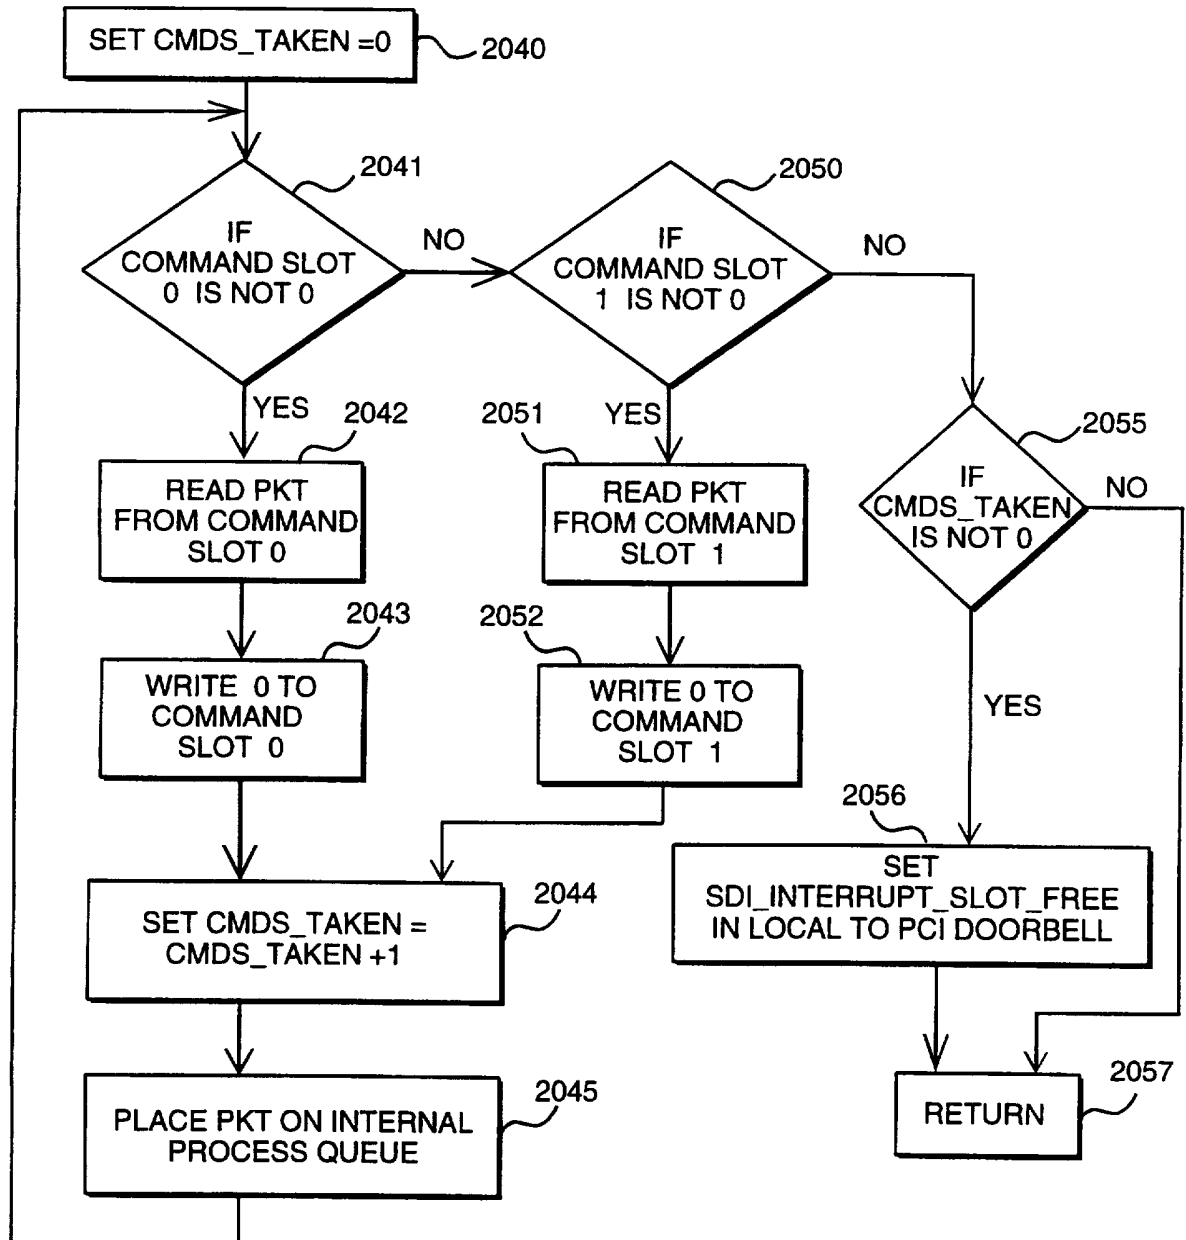 SET CMDS_TAKEN =0
2040
2041
IF
COMMAND SLOT
0 IS NOT 0
NO
2050
IF
COMMAND SLOT
1 IS NOT 0
NO
YES
2042
READ PKT
FROM COMMAND
SLOT 0
2051
YES
READ PKT
FROM COMMAND
SLOT 1
2055
IF
CMDS_TAKEN
IS NOT 0
NO
YES
2043
WRITE 0 TO
COMMAND
SLOT 0
2052
WRITE 0 TO
COMMAND
SLOT 1
2056
SET
SDI_INTERRUPT_SLOT_FREE
IN LOCAL TO PCI DOORBELL
2044
SET CMDS_TAKEN =
CMDS_TAKEN +1
2045
PLACE PKT ON INTERNAL
PROCESS QUEUE
2057
RETURN